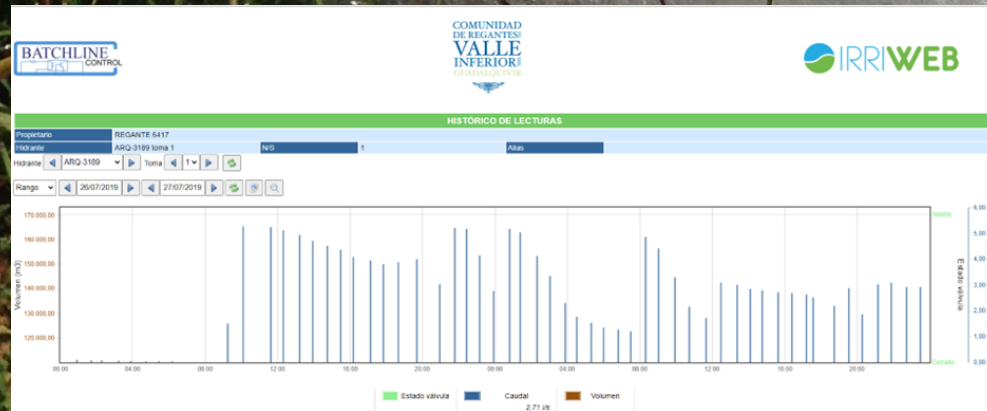 BATCHLINE
CONTROL
COMUNIDAD
DE REGANTES
VALLE
INFERIOR
GUADALQUIVIR
IRRIWEB
HISTÓRICO DE LECTURAS
Propietario REGANTE 6417
Hidrante ARQ-3189 toma 1 N/S 1 Alias
Hidrante ARQ-3189 Toma 1
Rango 26/07/2019 27/07/2019
170.000,00 Abierta 6,00
160.000,00 5,00
150.000,00 4,00
140.000,00 3,00
130.000,00 2,00
120.000,00 1,00
Cerrada 0,00
Volumen (m3)
Estado válvula
00:00 04:00 08:00 12:00 16:00 20:00 00:00 04:00 08:00 12:00 16:00 20:00
Estado válvula Caudal Volumen
2,71 l/s